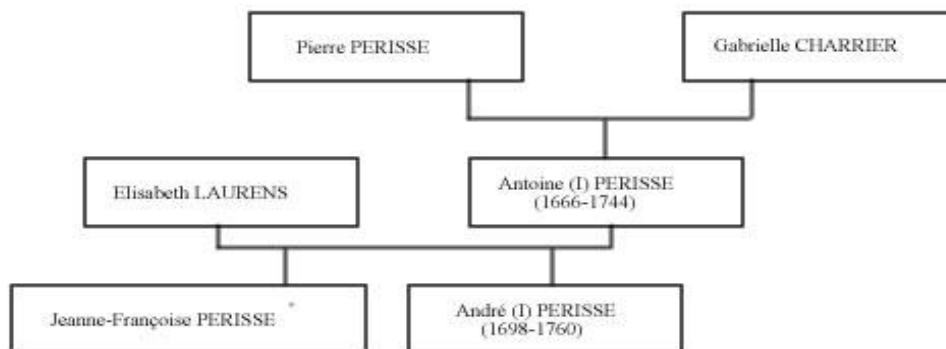 Pierre PERISSE
Gabrielle CHARRIER
Elisabeth LAURENS
Antoine (I) PERISSE
(1666-1744)
Jeanne-Françoise PERISSE
André (I) PERISSE
(1698-1760)